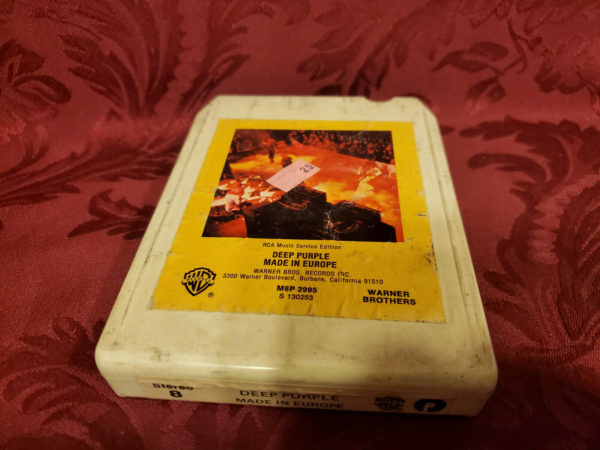 RCA Music Service Edition
DEEP PURPLE
MADE IN EUROPE
WARNER BROS. RECORDS INC.
3300 Warner Boulevard, Burbank, California 91510
M8P 2995
S 130253
WARNER
BROTHERS
®
Stereo
8
DEEP PURPLE
MADE IN EUROPE
P